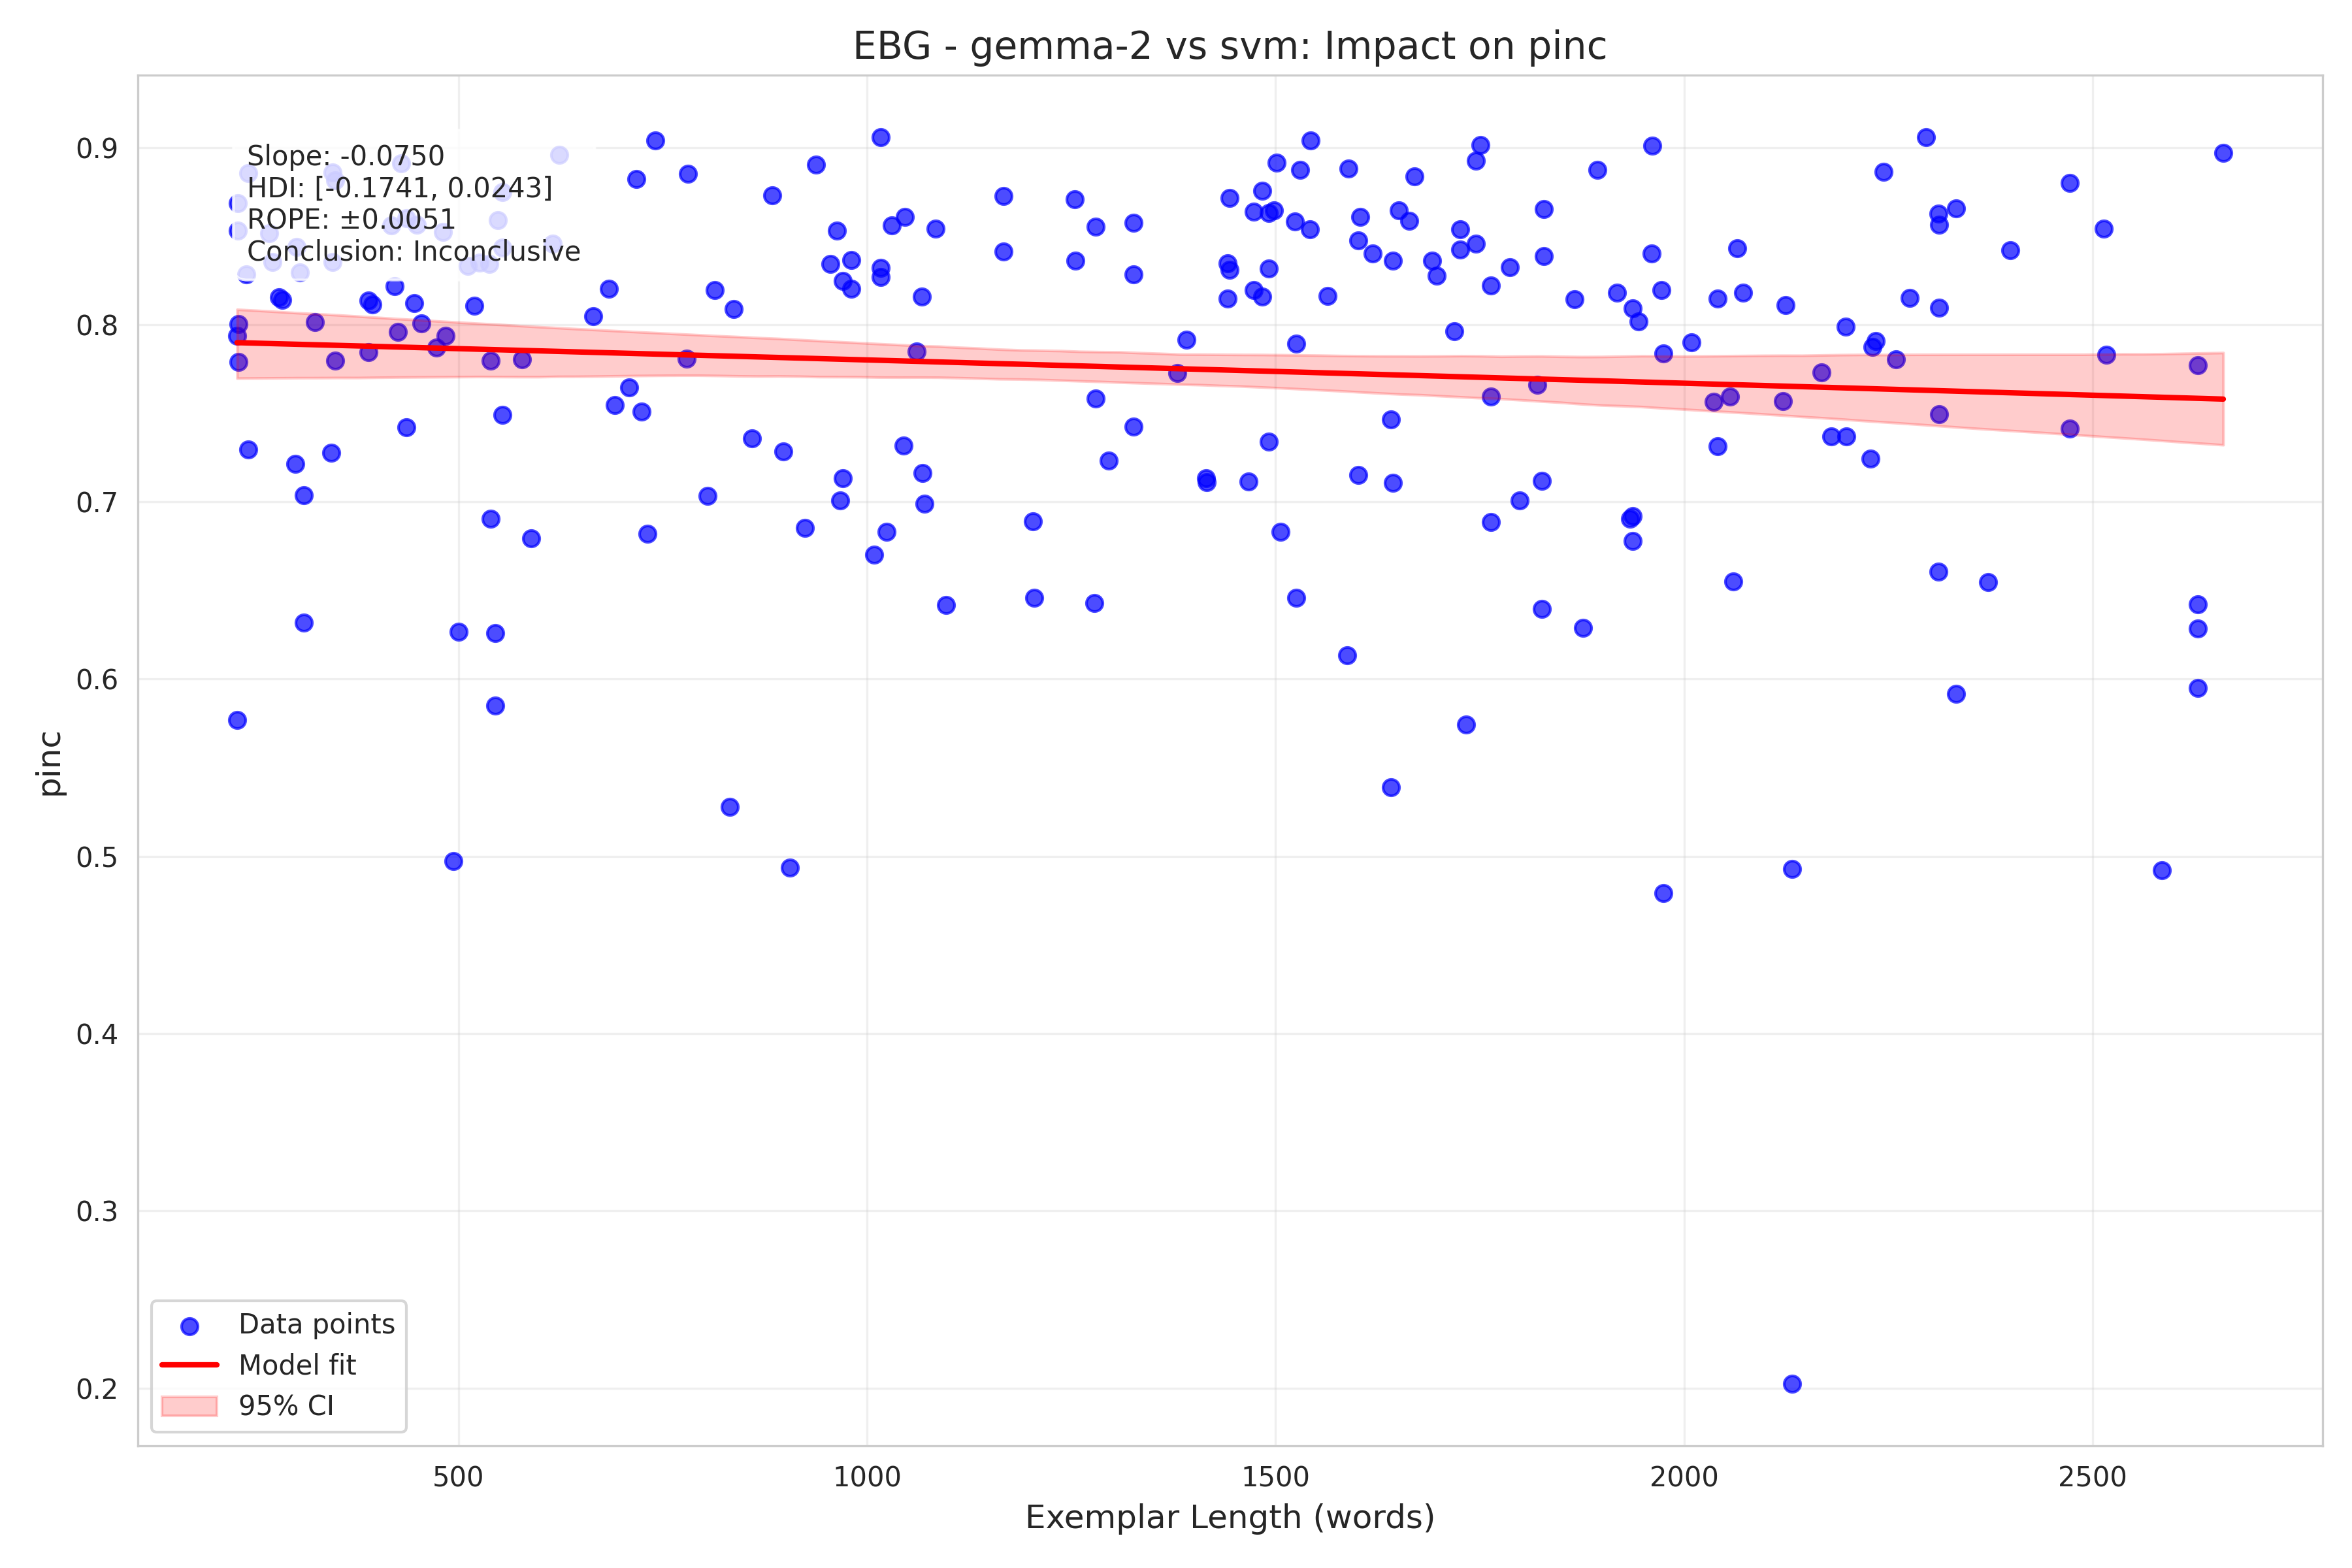 EBG - gemma-2 vs svm: Impact on pinc
Slope: -0.0750
HDI: [-0.1741, 0.0243]
ROPE: ±0.0051
Conclusion: Inconclusive
pinc
0.9
0.8
0.7
0.6
0.5
0.4
0.3
0.2
Data points
Model fit
95% CI
500
1000
1500
2000
2500
Exemplar Length (words)